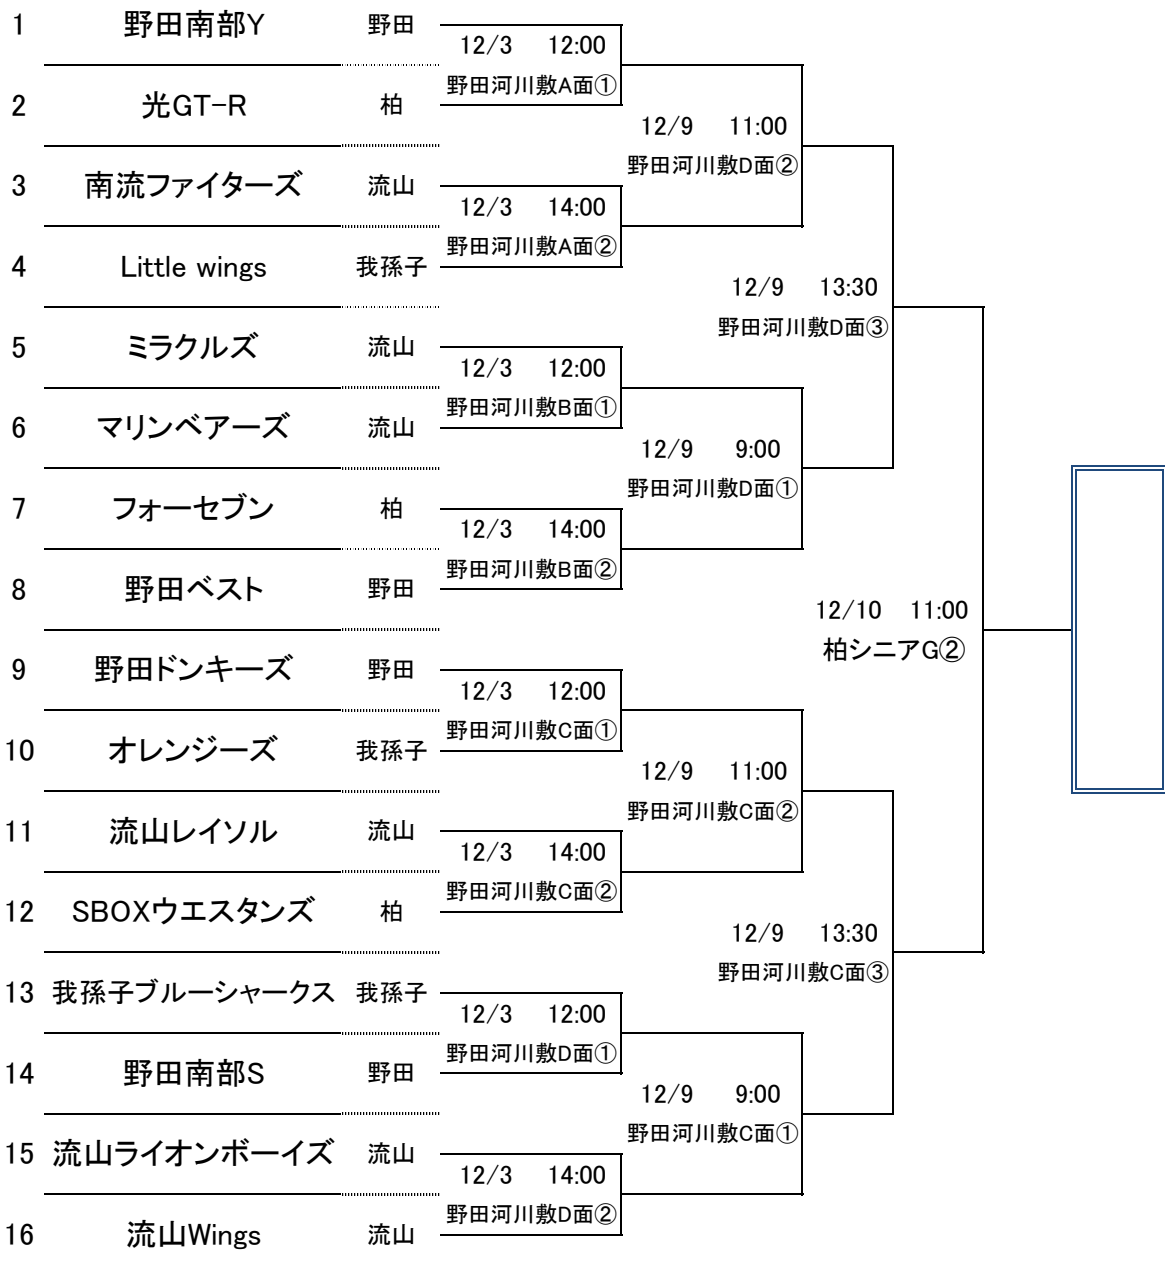 1 野田南部Y 野田
12/3 12:00
野田河川敷A面①
2 光GT-R 柏
12/9 11:00
野田河川敷D面②
3 南流ファイターズ 流山
12/3 14:00
野田河川敷A面②
4 Little wings 我孫子
12/9 13:30
野田河川敷D面③
5 ミラクルズ 流山
12/3 12:00
野田河川敷B面①
6 マリンベアーズ 流山
12/9 9:00
野田河川敷D面①
7 フォーセブン 柏
12/3 14:00
野田河川敷B面②
8 野田ベスト 野田
12/10 11:00
柏シニアG②
9 野田ドンキーズ 野田
12/3 12:00
野田河川敷C面①
10 オレンジーズ 我孫子
12/9 11:00
野田河川敷C面②
11 流山レイソル 流山
12/3 14:00
野田河川敷C面②
12 SBOXウエスタンズ 柏
12/9 13:30
野田河川敷C面③
13 我孫子ブルーシャークス 我孫子
12/3 12:00
野田河川敷D面①
14 野田南部S 野田
12/9 9:00
野田河川敷C面①
15 流山ライオンボーイズ 流山
12/3 14:00
野田河川敷D面②
16 流山Wings 流山